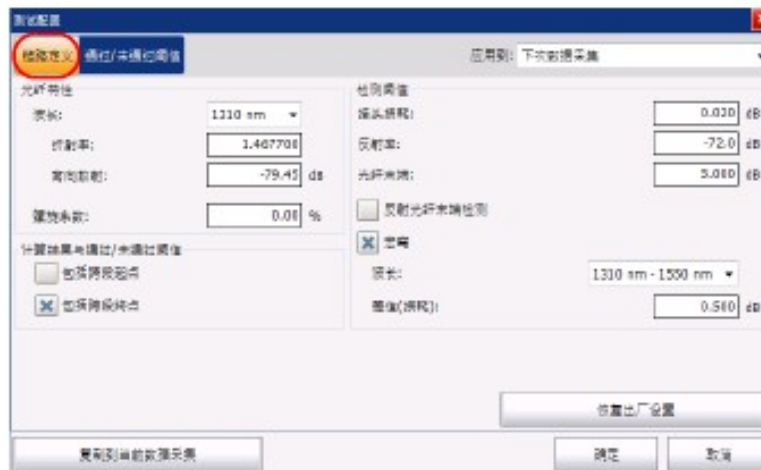 测试配置
链路定义 通过/未通过阈值
应用到: 下次数据采集
光纤特性
波长: 1310 nm
折射率: 1.467700
背向散射: -79.45 dB
螺旋系数: 0.00 %
计算结果与通过/未通过阈值
包括跨段起点
包括跨段终点
检测阈值
接头损耗: 0.020 dB
反射率: -72.0 dB
光纤末端: 5.000 dB
反射光纤末端检测
宏弯
波长: 1310 nm - 1550 nm
差值(损耗): 0.500 dB
恢复出厂设置
复制到当前数据采集
确定
取消